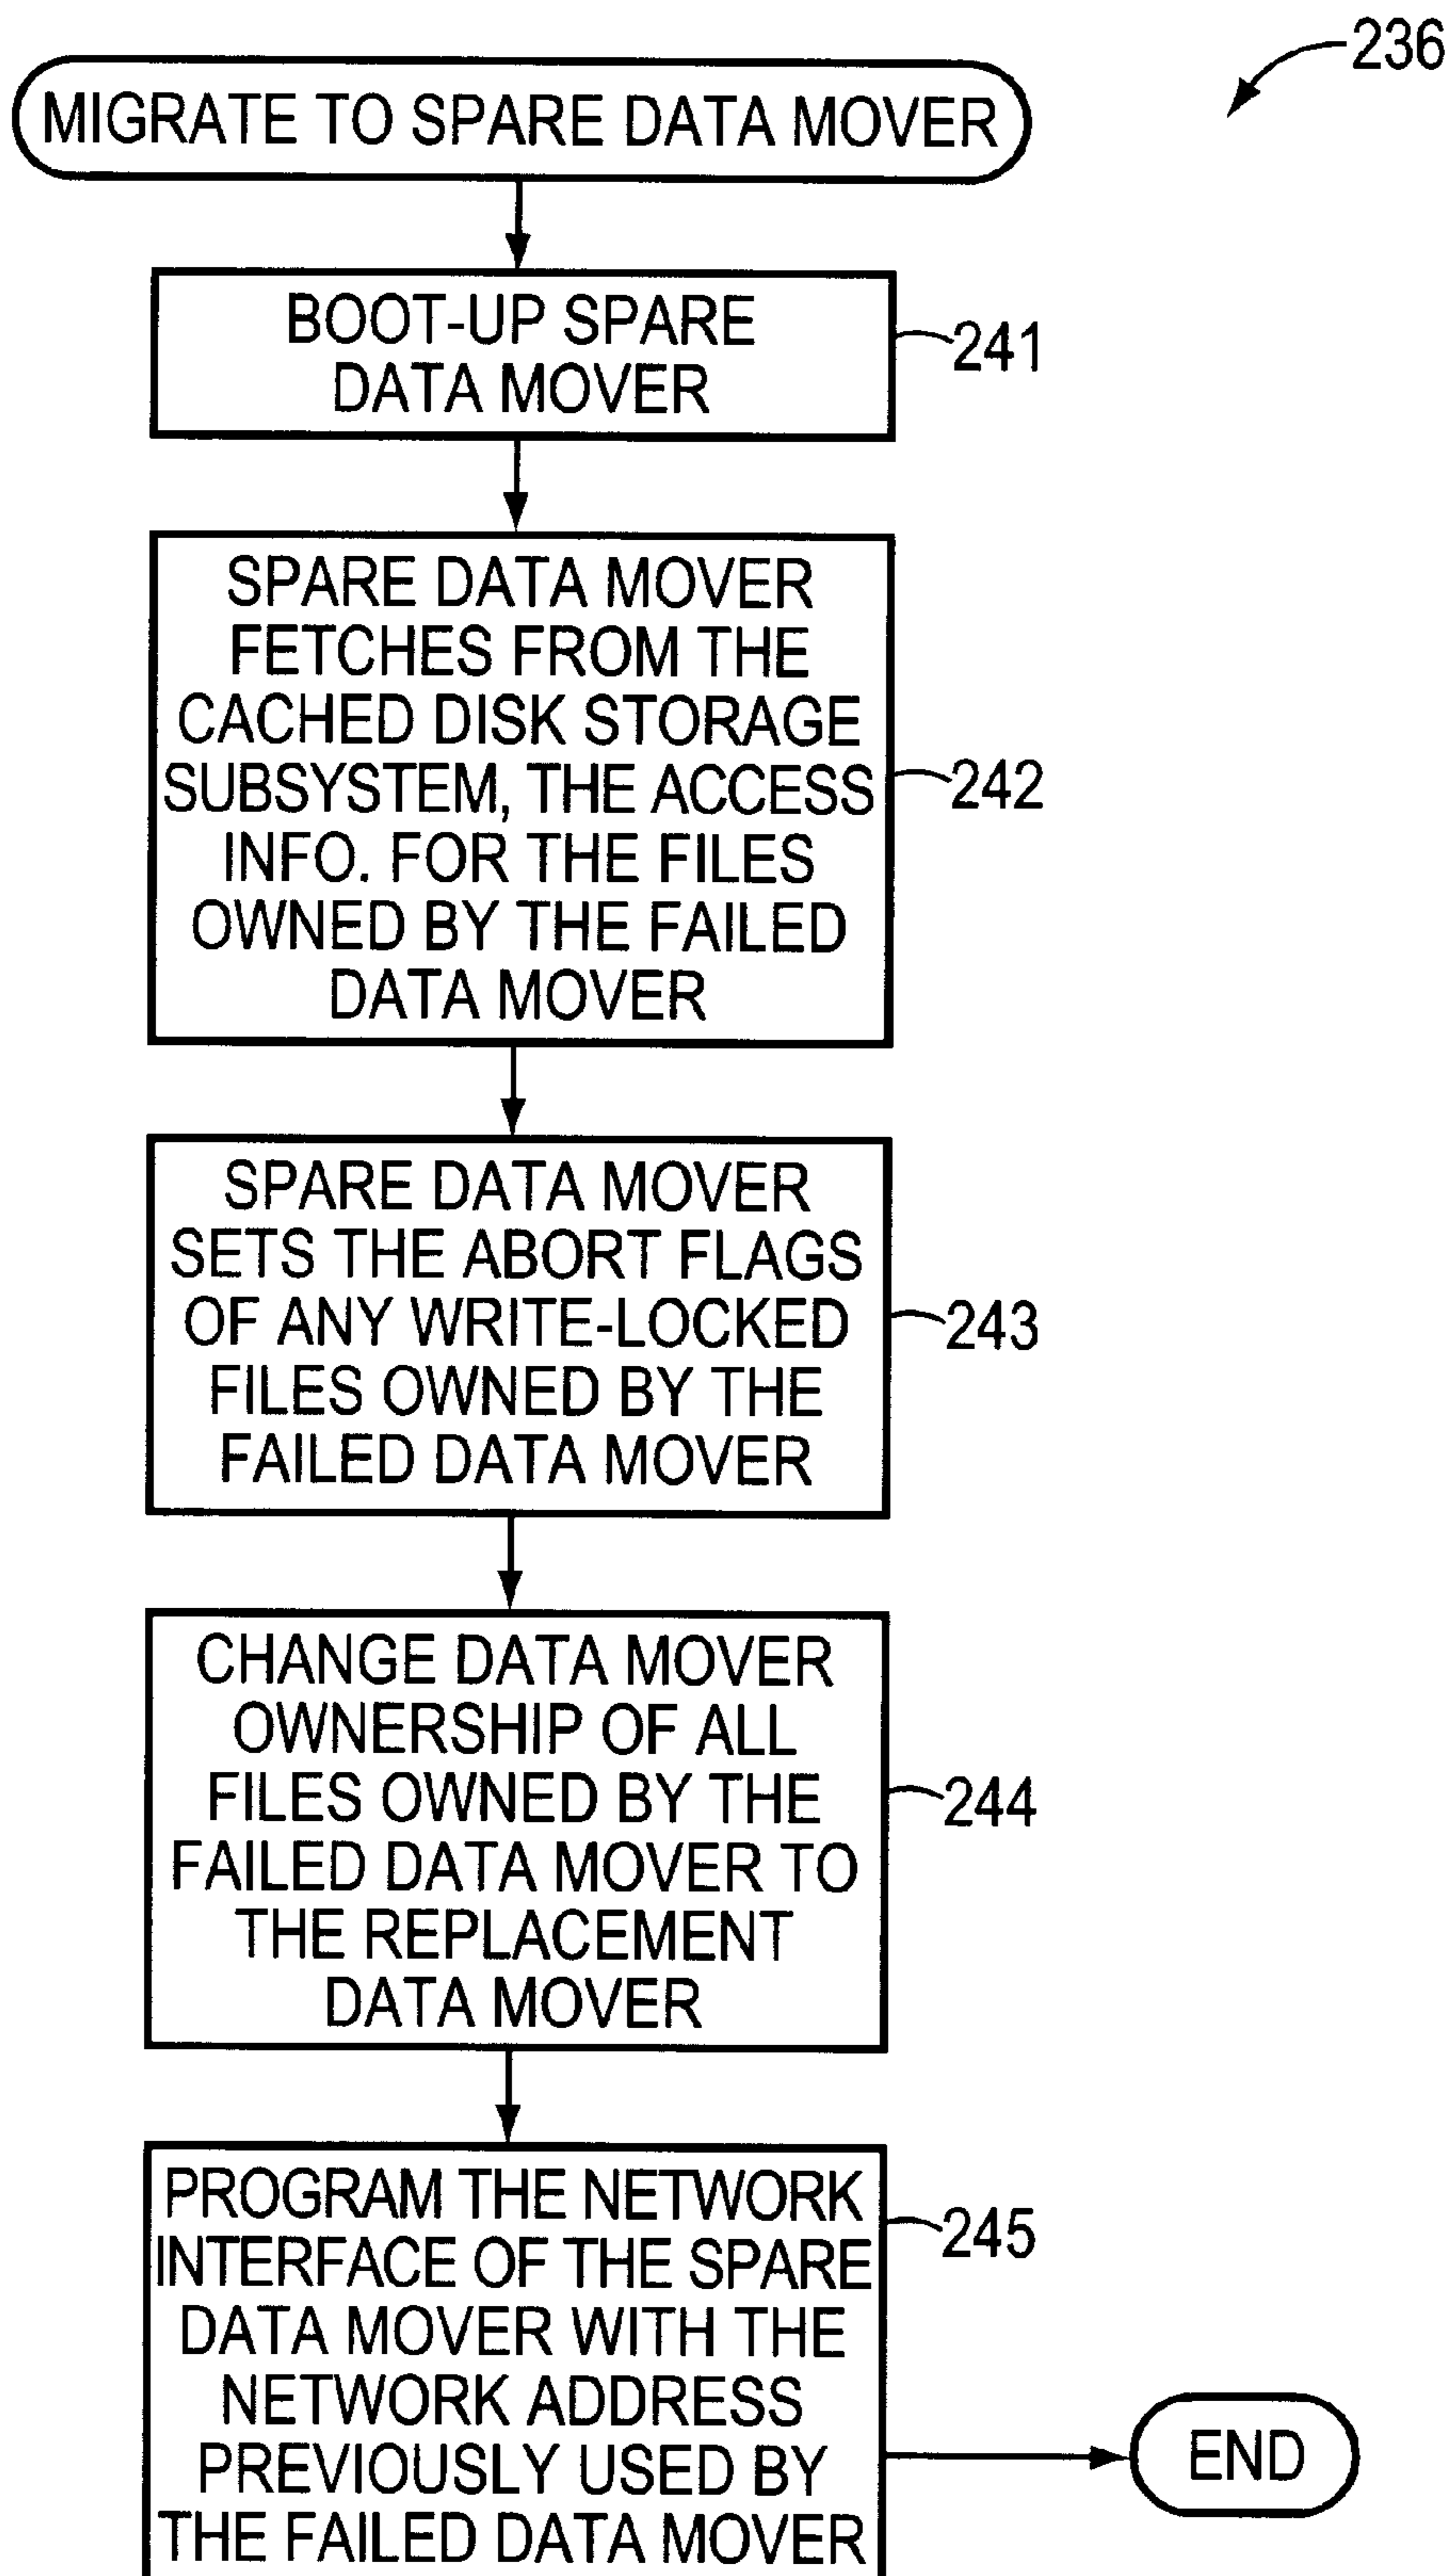 236
MIGRATE TO SPARE DATA MOVER
BOOT-UP SPARE
DATA MOVER
241
SPARE DATA MOVER
FETCHES FROM THE
CACHED DISK STORAGE
SUBSYSTEM, THE ACCESS
INFO. FOR THE FILES
OWNED BY THE FAILED
DATA MOVER
242
SPARE DATA MOVER
SETS THE ABORT FLAGS
OF ANY WRITE-LOCKED
FILES OWNED BY THE
FAILED DATA MOVER
243
CHANGE DATA MOVER
OWNERSHIP OF ALL
FILES OWNED BY THE
FAILED DATA MOVER TO
THE REPLACEMENT
DATA MOVER
244
PROGRAM THE NETWORK
INTERFACE OF THE SPARE
DATA MOVER WITH THE
NETWORK ADDRESS
PREVIOUSLY USED BY
THE FAILED DATA MOVER
245
END